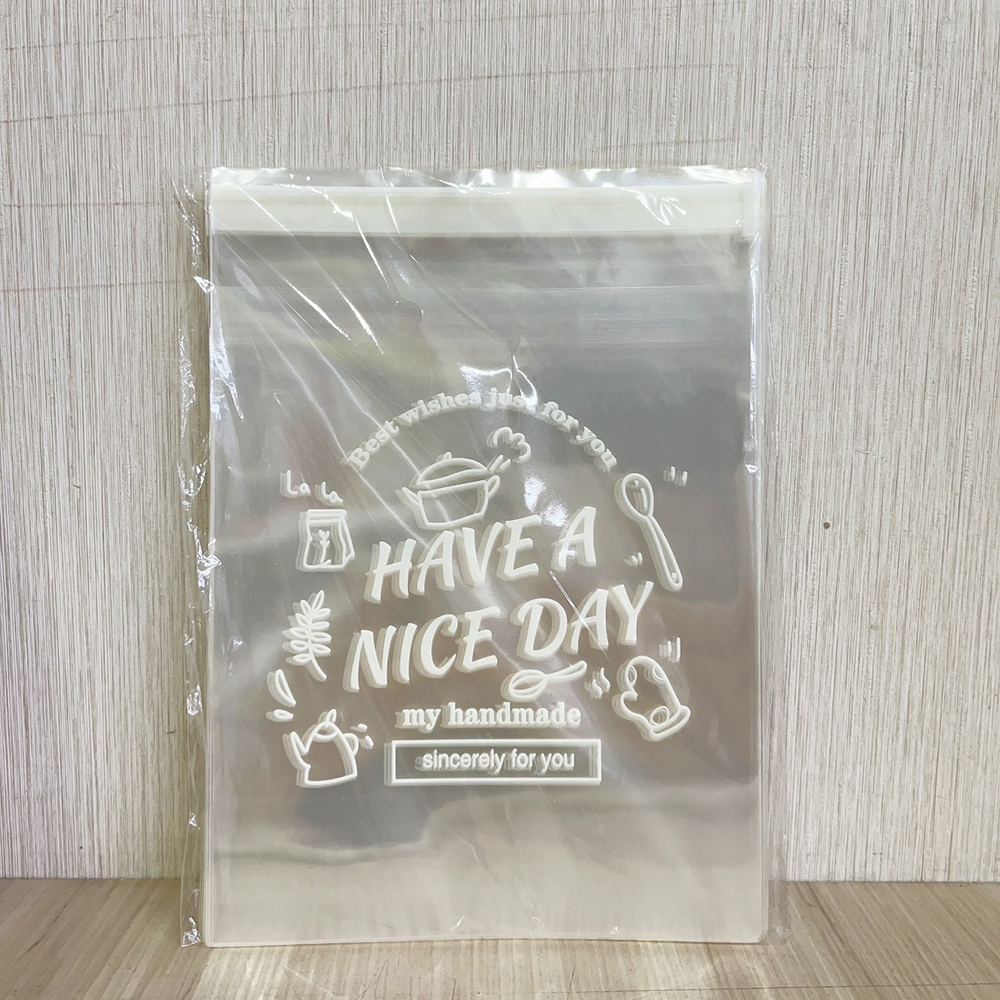 Best wishes just for you
La La
HAVE A
NICE DAY
my handmade
sincerely for you